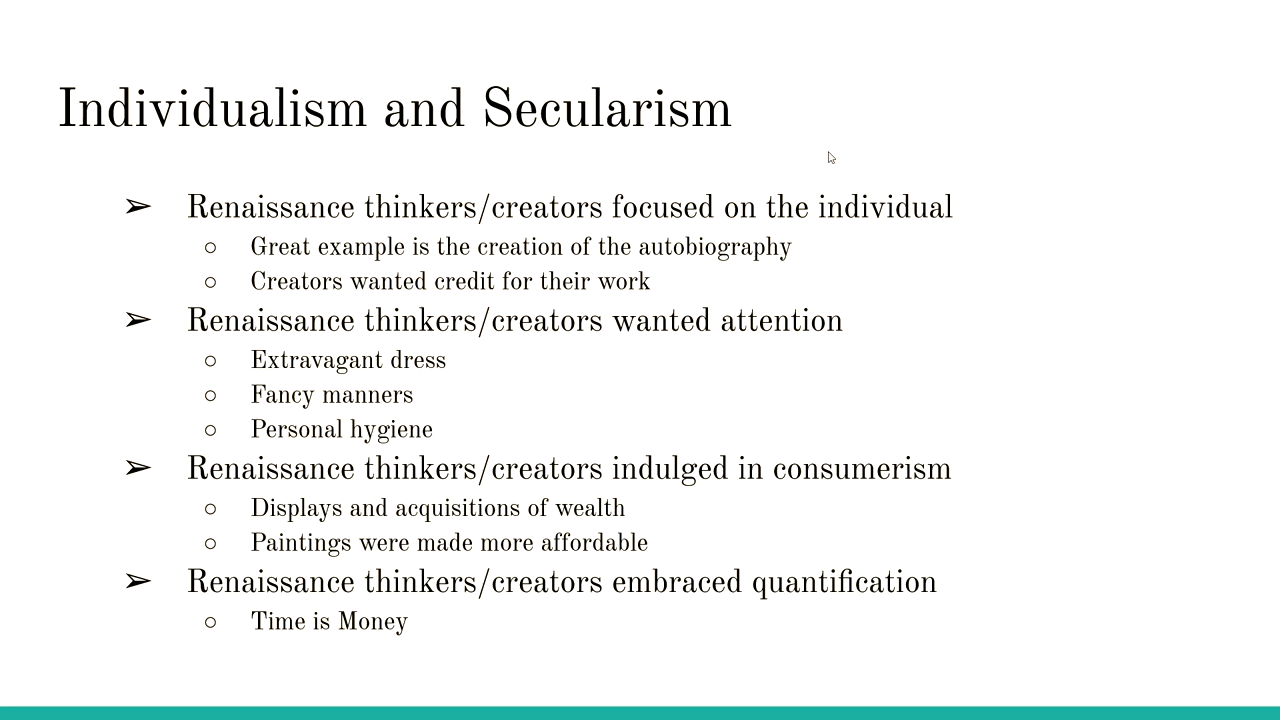 Individualism and Secularism
➢ Renaissance thinkers/creators focused on the individual
○ Great example is the creation of the autobiography
○ Creators wanted credit for their work
➢ Renaissance thinkers/creators wanted attention
○ Extravagant dress
○ Fancy manners
○ Personal hygiene
➢ Renaissance thinkers/creators indulged in consumerism
○ Displays and acquisitions of wealth
○ Paintings were made more affordable
➢ Renaissance thinkers/creators embraced quantification
○ Time is Money